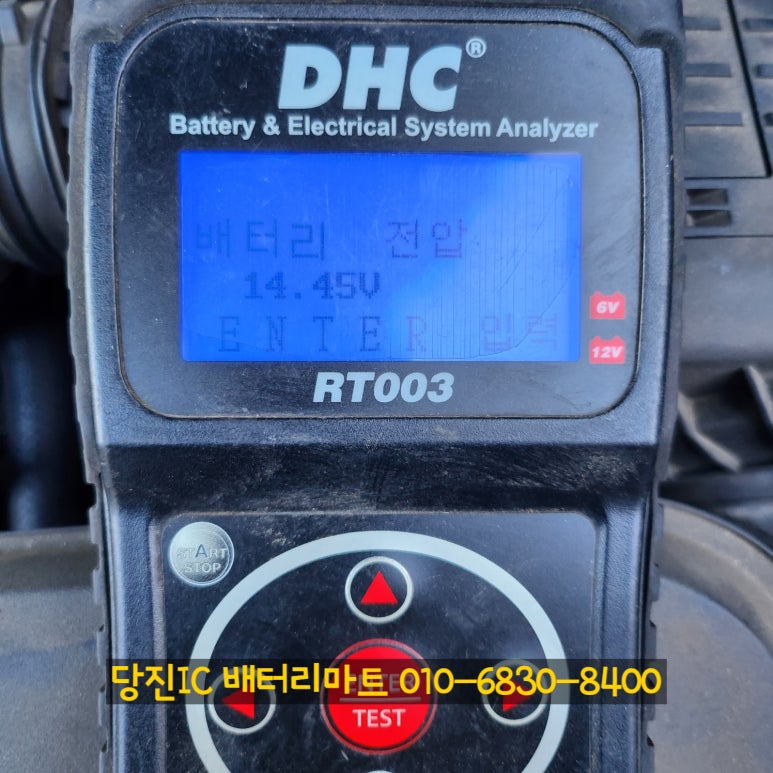 DHC®
Battery & Electrical System Analyzer
배터리 전압
14.45V
ENTER 입력
6V
12V
RT003
START
STOP
당진IC 배터리마트 010-6830-8400
TEST